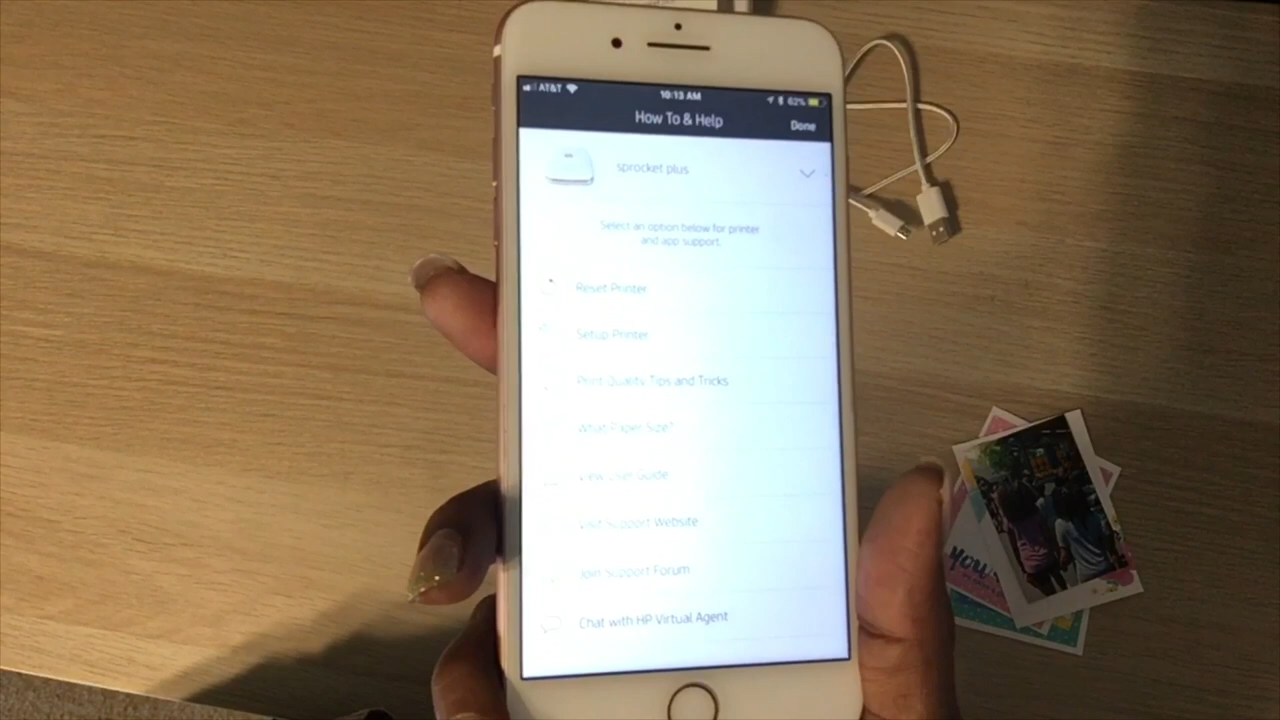 AT&T
10:13 AM
62%
How To & Help
Done
sprocket plus
Select an option below for printer
and app support.
Reset Printer
Setup Printer
Print Quality Tips and Tricks
What Paper Size?
View User Guide
Visit Support Website
Join Support Forum
Chat with HP Virtual Agent
YOU